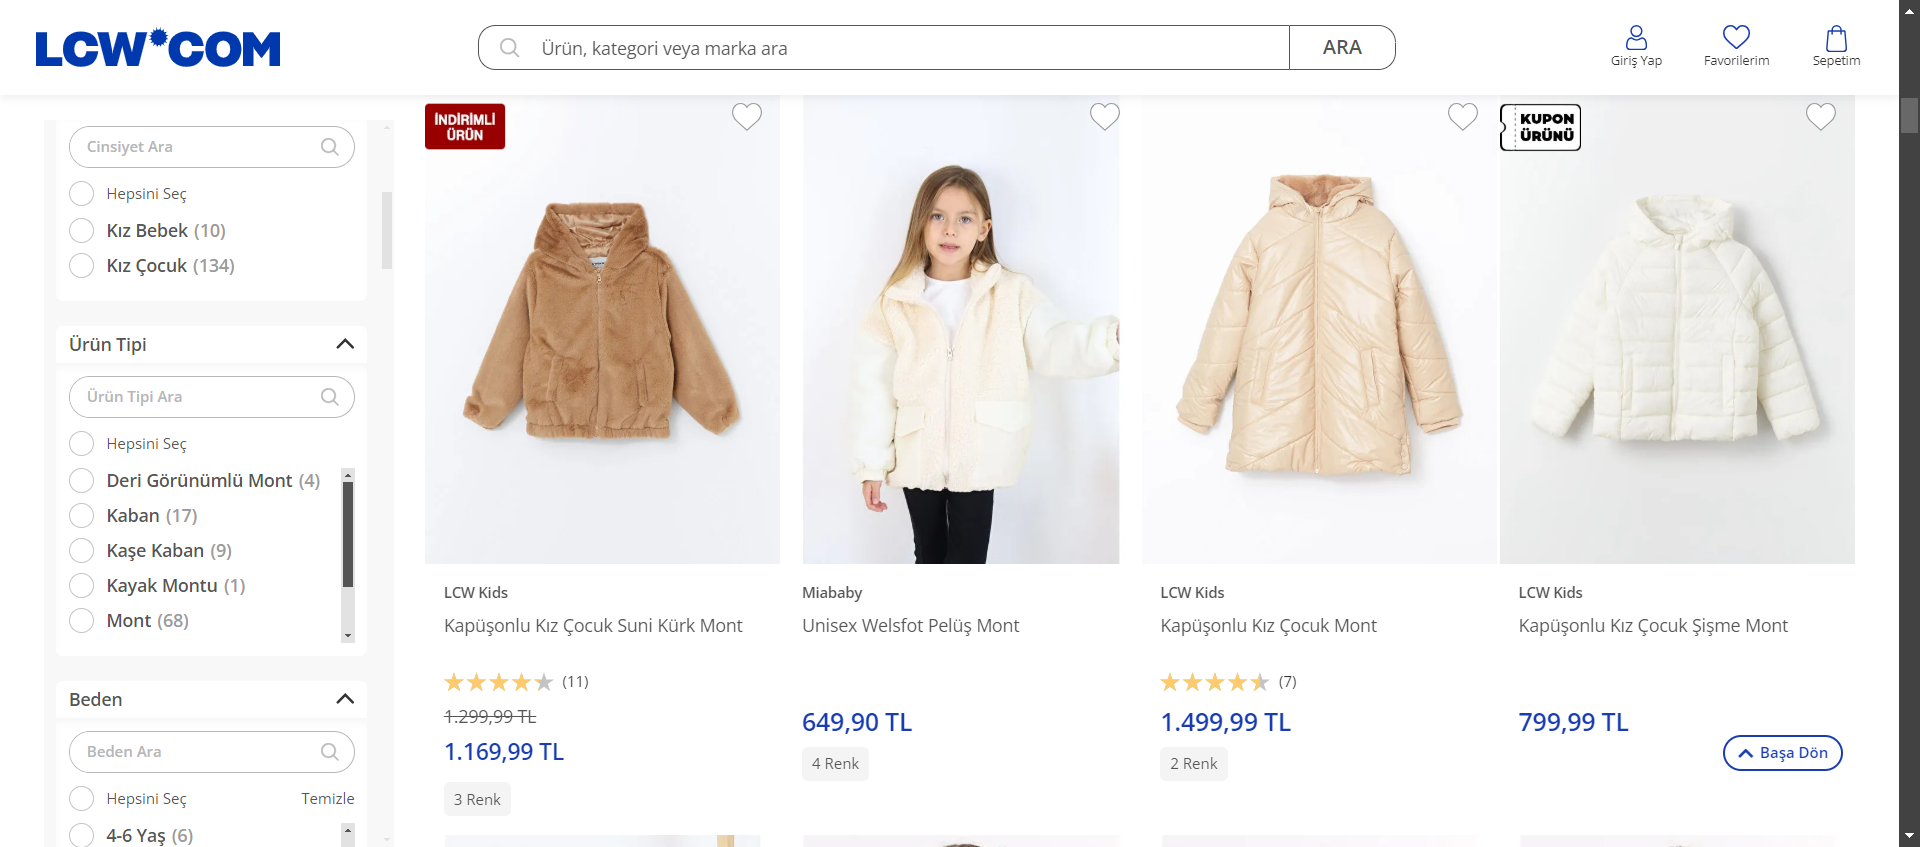 LCW COM
Ürün, kategori veya marka ara
ARA
Giriş Yap
Favorilerim
Sepetim
Cinsiyet Ara
Hepsini Seç
Kız Bebek (10)
Kız Çocuk (134)
Ürün Tipi
Ürün Tipi Ara
Hepsini Seç
Deri Görünümlü Mont (4)
Kaban (17)
Kaşe Kaban (9)
Kayak Montu (1)
Mont (68)
Beden
Beden Ara
Hepsini Seç
Temizle
4-6 Yaş (6)
İNDİRİMLİ
ÜRÜN
LCW Kids
Kapüşonlu Kız Çocuk Suni Kürk Mont
(11)
1.299,99 TL
1.169,99 TL
3 Renk
Miababy
Unisex Welsfot Pelüş Mont
649,90 TL
4 Renk
LCW Kids
Kapüşonlu Kız Çocuk Mont
(7)
1.499,99 TL
2 Renk
KUPON
ÜRÜNÜ
LCW Kids
Kapüşonlu Kız Çocuk Şişme Mont
799,99 TL
Başa Dön